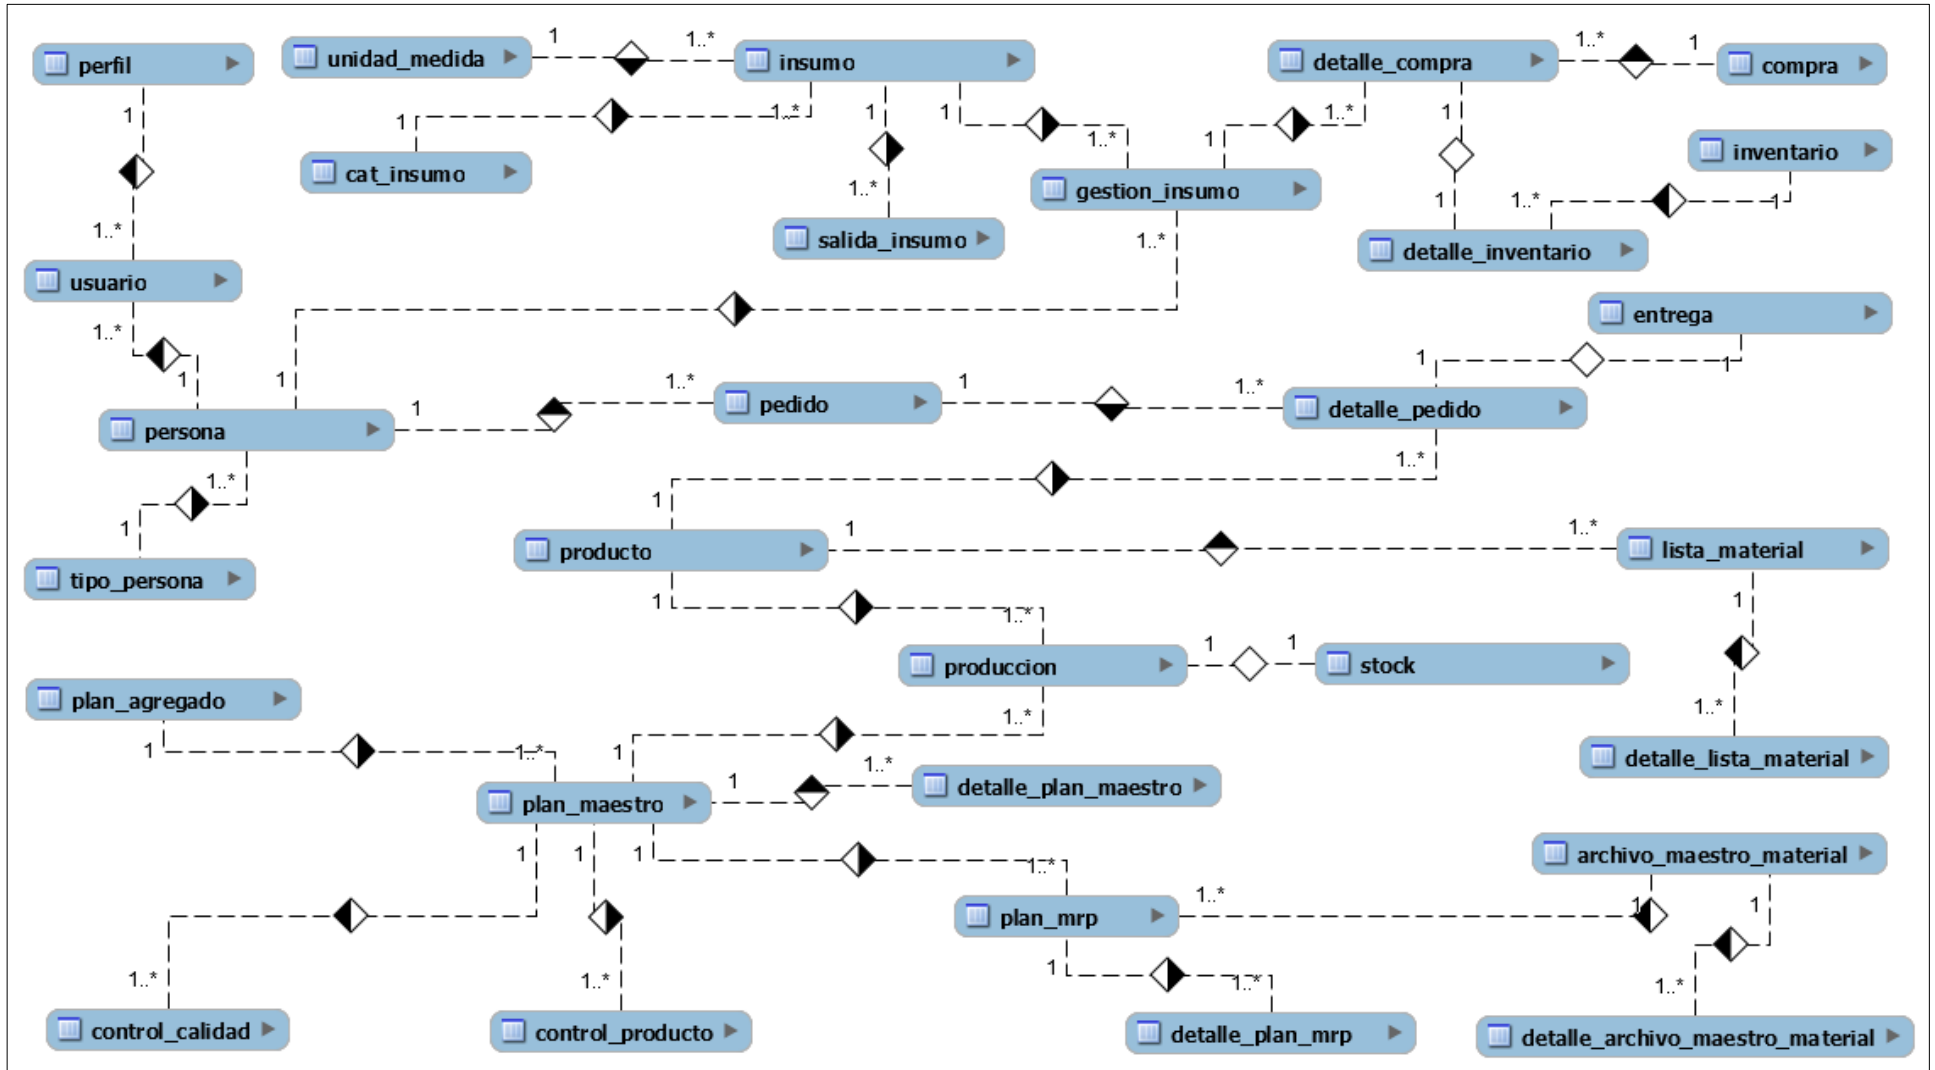 perfil
unidad_medida
1
1..*
insumo
detalle_compra
1..*
1
compra
1
1
1..*
1
1
1..*
1
1..*
1
inventario
cat_insumo
1..*
gestion_insumo
1
1..*
1
1..*
salida_insumo
1..*
detalle_inventario
usuario
1..*
entrega
1
1
1
1
1..*
pedido
1
1..*
detalle_pedido
persona
1
1..*
1..*
1
1
tipo_persona
producto
1
1..*
lista_material
1
1..*
1
produccion
1
1
stock
plan_agregado
1..*
1..*
1
1..*
1
detalle_lista_material
plan_maestro
1
1..*
detalle_plan_maestro
1
1
1
1..*
archivo_maestro_material
plan_mrp
1..*
1
1
1..*
1..*
1
1..*
1..*
control_calidad
control_producto
detalle_plan_mrp
detalle_archivo_maestro_material